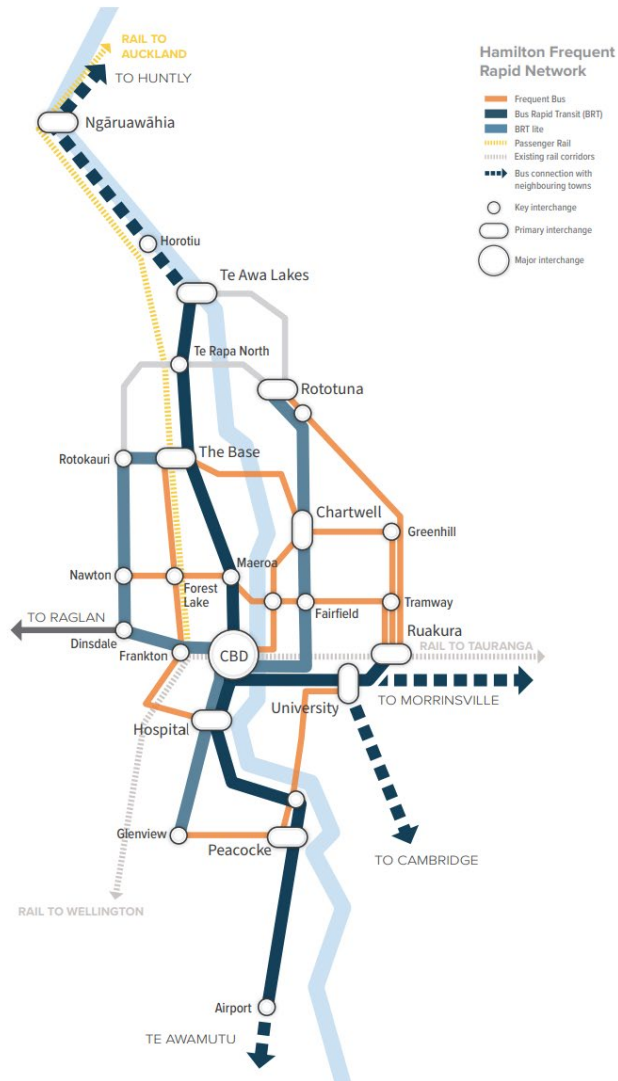 RAIL TO
AUCKLAND
TO HUNTLY
Hamilton Frequent
Rapid Network
Frequent Bus
Bus Rapid Transit (BRT)
BRT lite
Passenger Rail
Existing rail corridors
Bus connection with
neighbouring towns
Key interchange
Primary interchange
Major interchange
Ngāruawāhia
Horotiu
Te Awa Lakes
Te Rapa North
Rototuna
Rotokauri
The Base
Chartwell
Greenhill
Nawton
Forest
Lake
Maeroa
Fairfield
Tramway
TO RAGLAN
Dinsdale
Frankton
CBD
Ruakura
RAIL TO TAURANGA
TO MORRINSVILLE
University
Hospital
Glenview
Peacocke
TO CAMBRIDGE
RAIL TO WELLINGTON
Airport
TE AWAMUTU